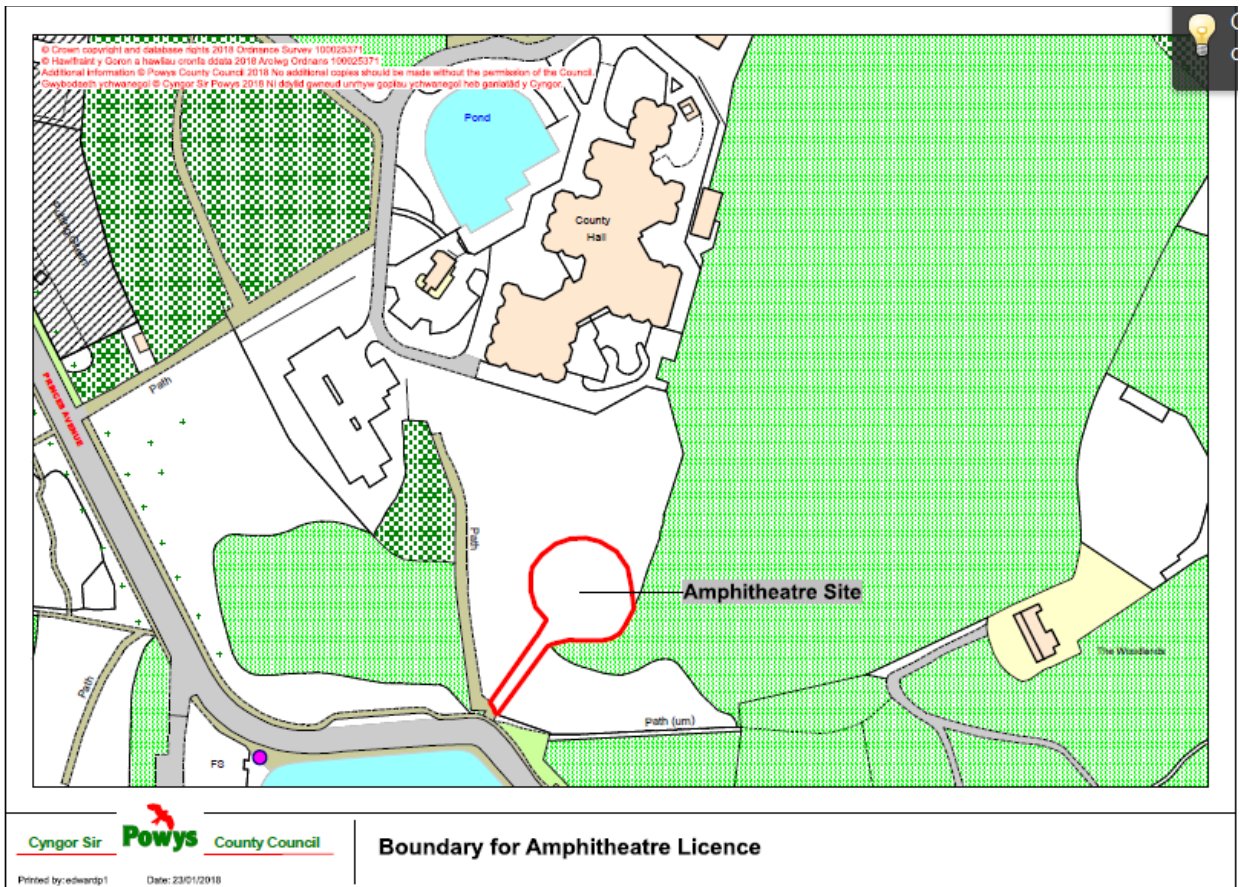 © Crown copyright and database rights 2018 Ordnance Survey 100025371
© Hawlfraint y Goron a hawliau cronfa ddata 2018 Arolwg Ordnans 100025371
Additional information © Powys County Council 2018 No additional copies should be made without the permission of the Council.
Gwybodaeth ychwanegol © Cyngor Sir Powys 2018 Ni ddylid gwneud unrhyw gopïau ychwanegol heb ganiatâd y Cyngor.
Pond
County
Hall
Path
PRINCES AVENUE
Path
Amphitheatre Site
The Woodlands
Path
Path (um)
FS
Cyngor Sir Powys County Council
Boundary for Amphitheatre Licence
Printed by:edwardp1 Date: 23/01/2018